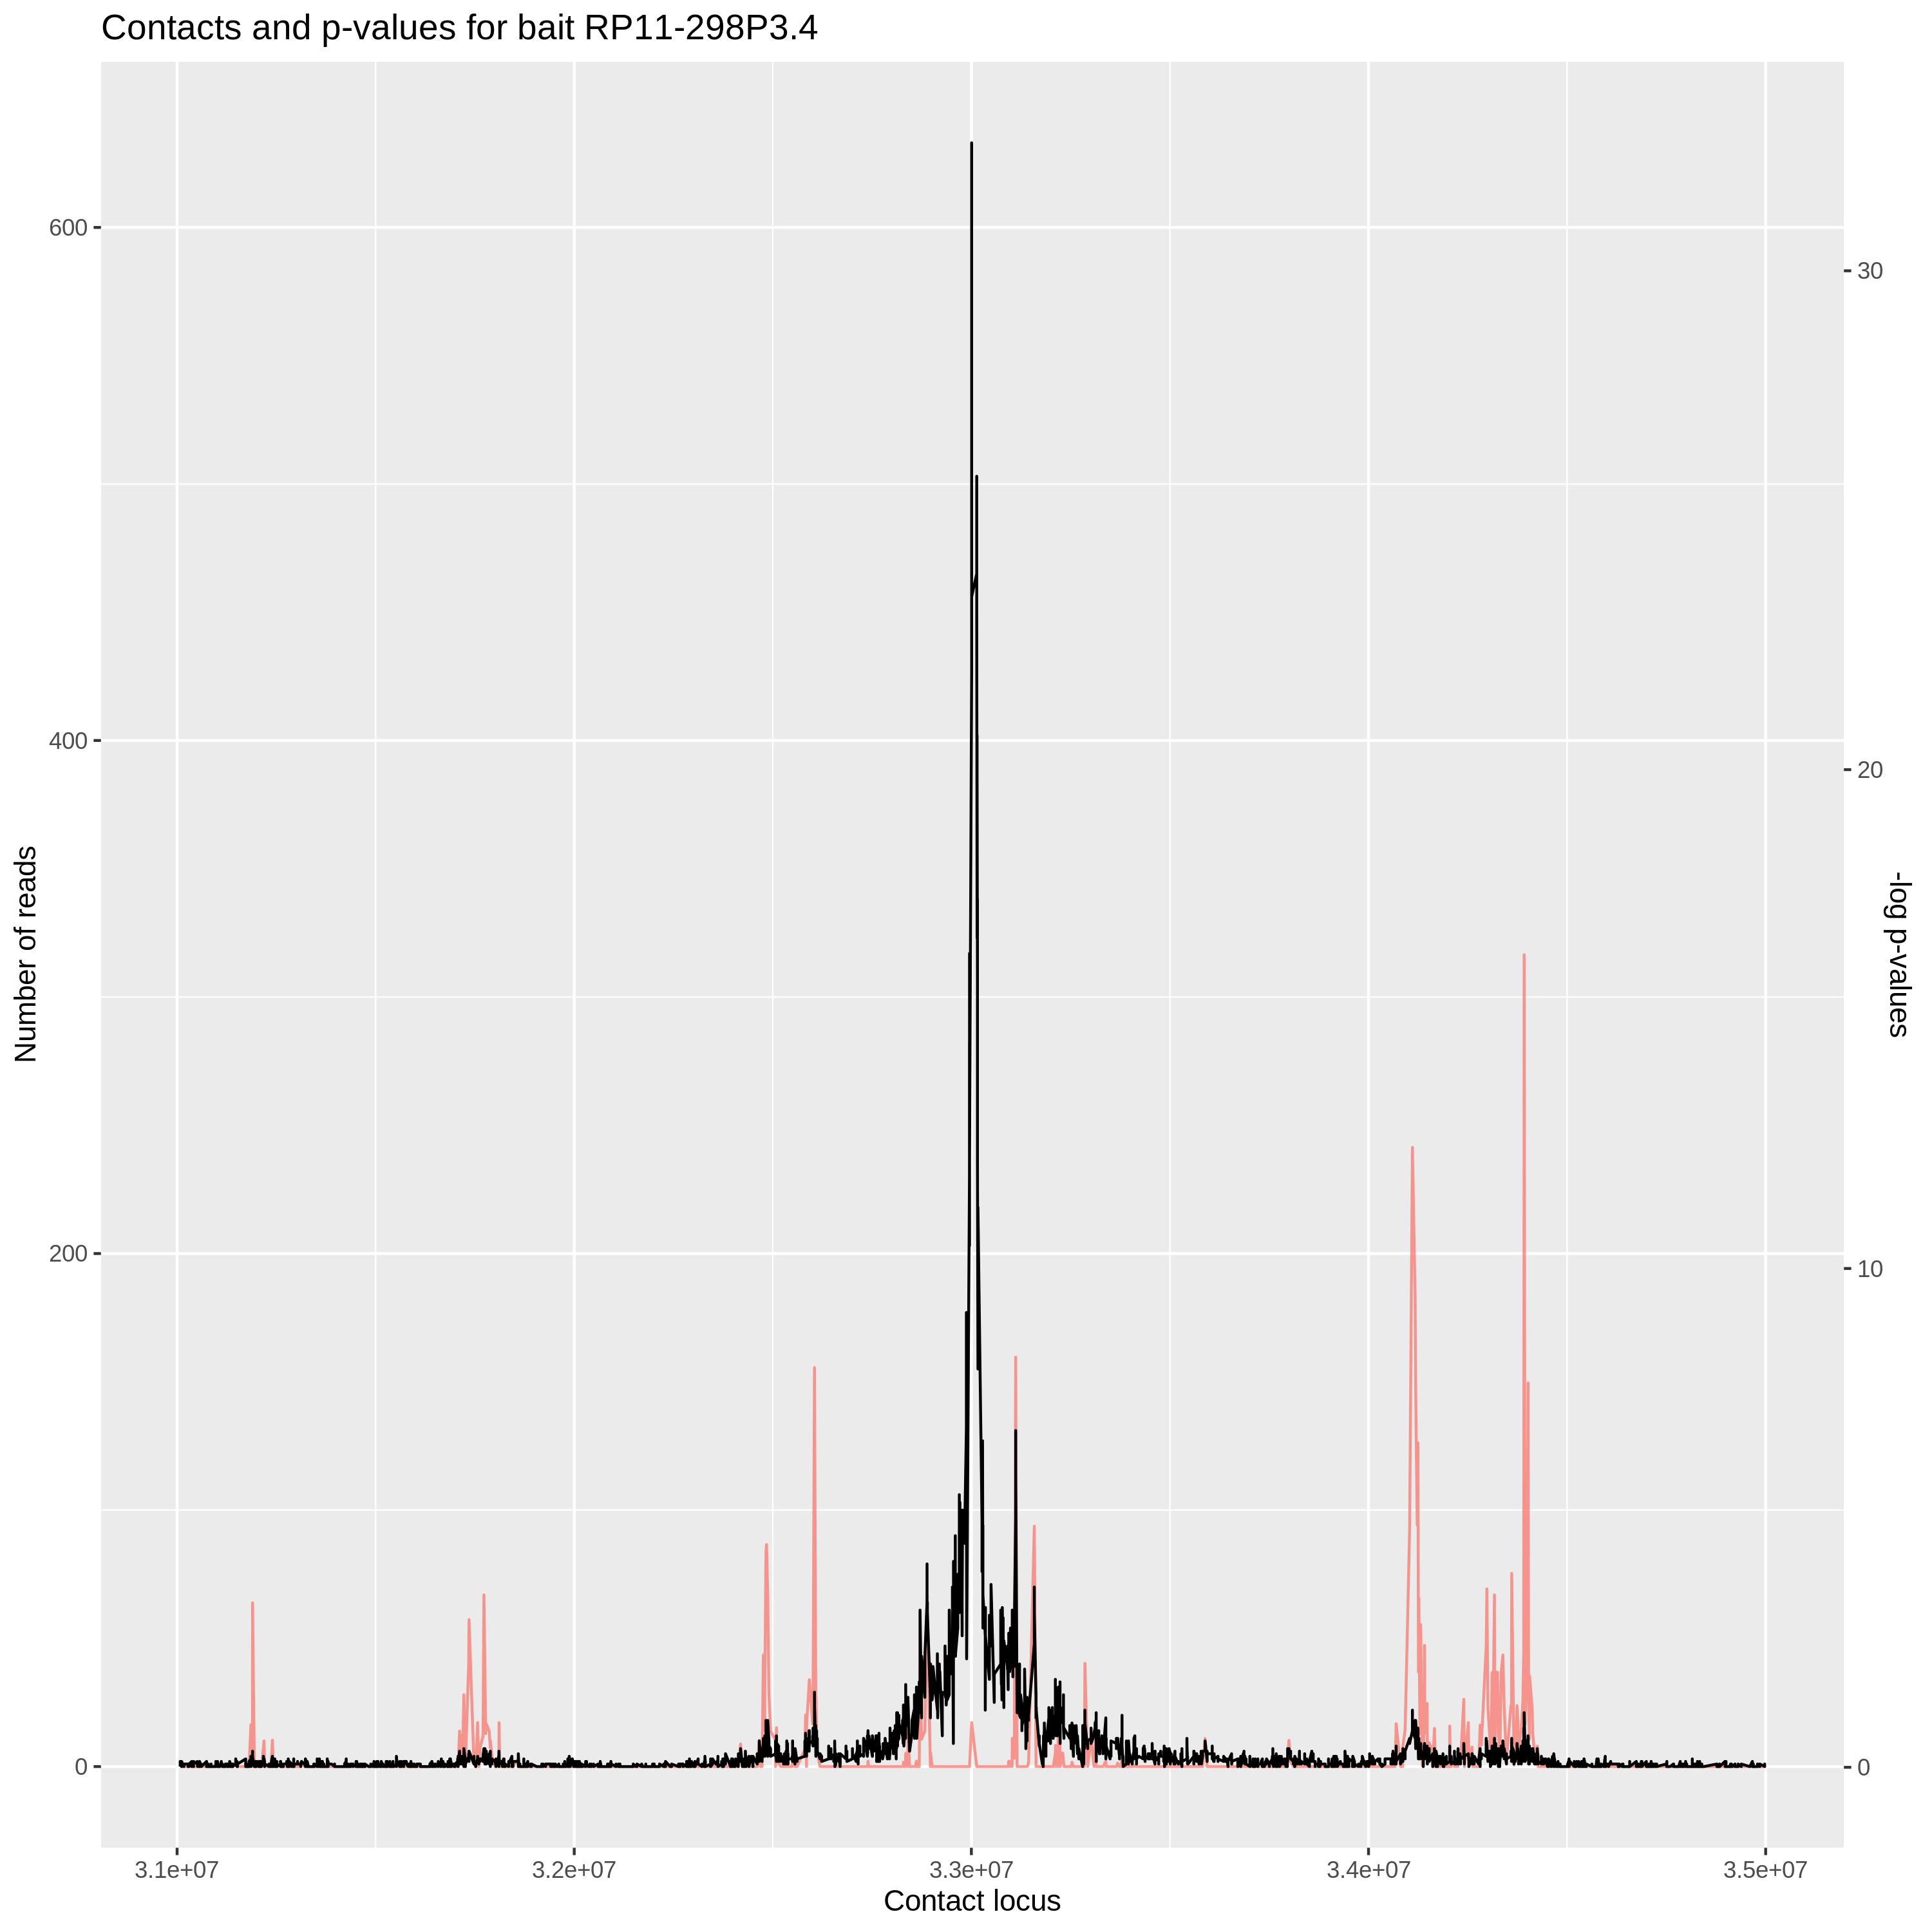 Contacts and p-values for bait RP11-298P3.4
600
400
200
0
Number of reads
30
20
10
0
-log p-values
3.1e+07 3.2e+07 3.3e+07 3.4e+07 3.5e+07
Contact locus